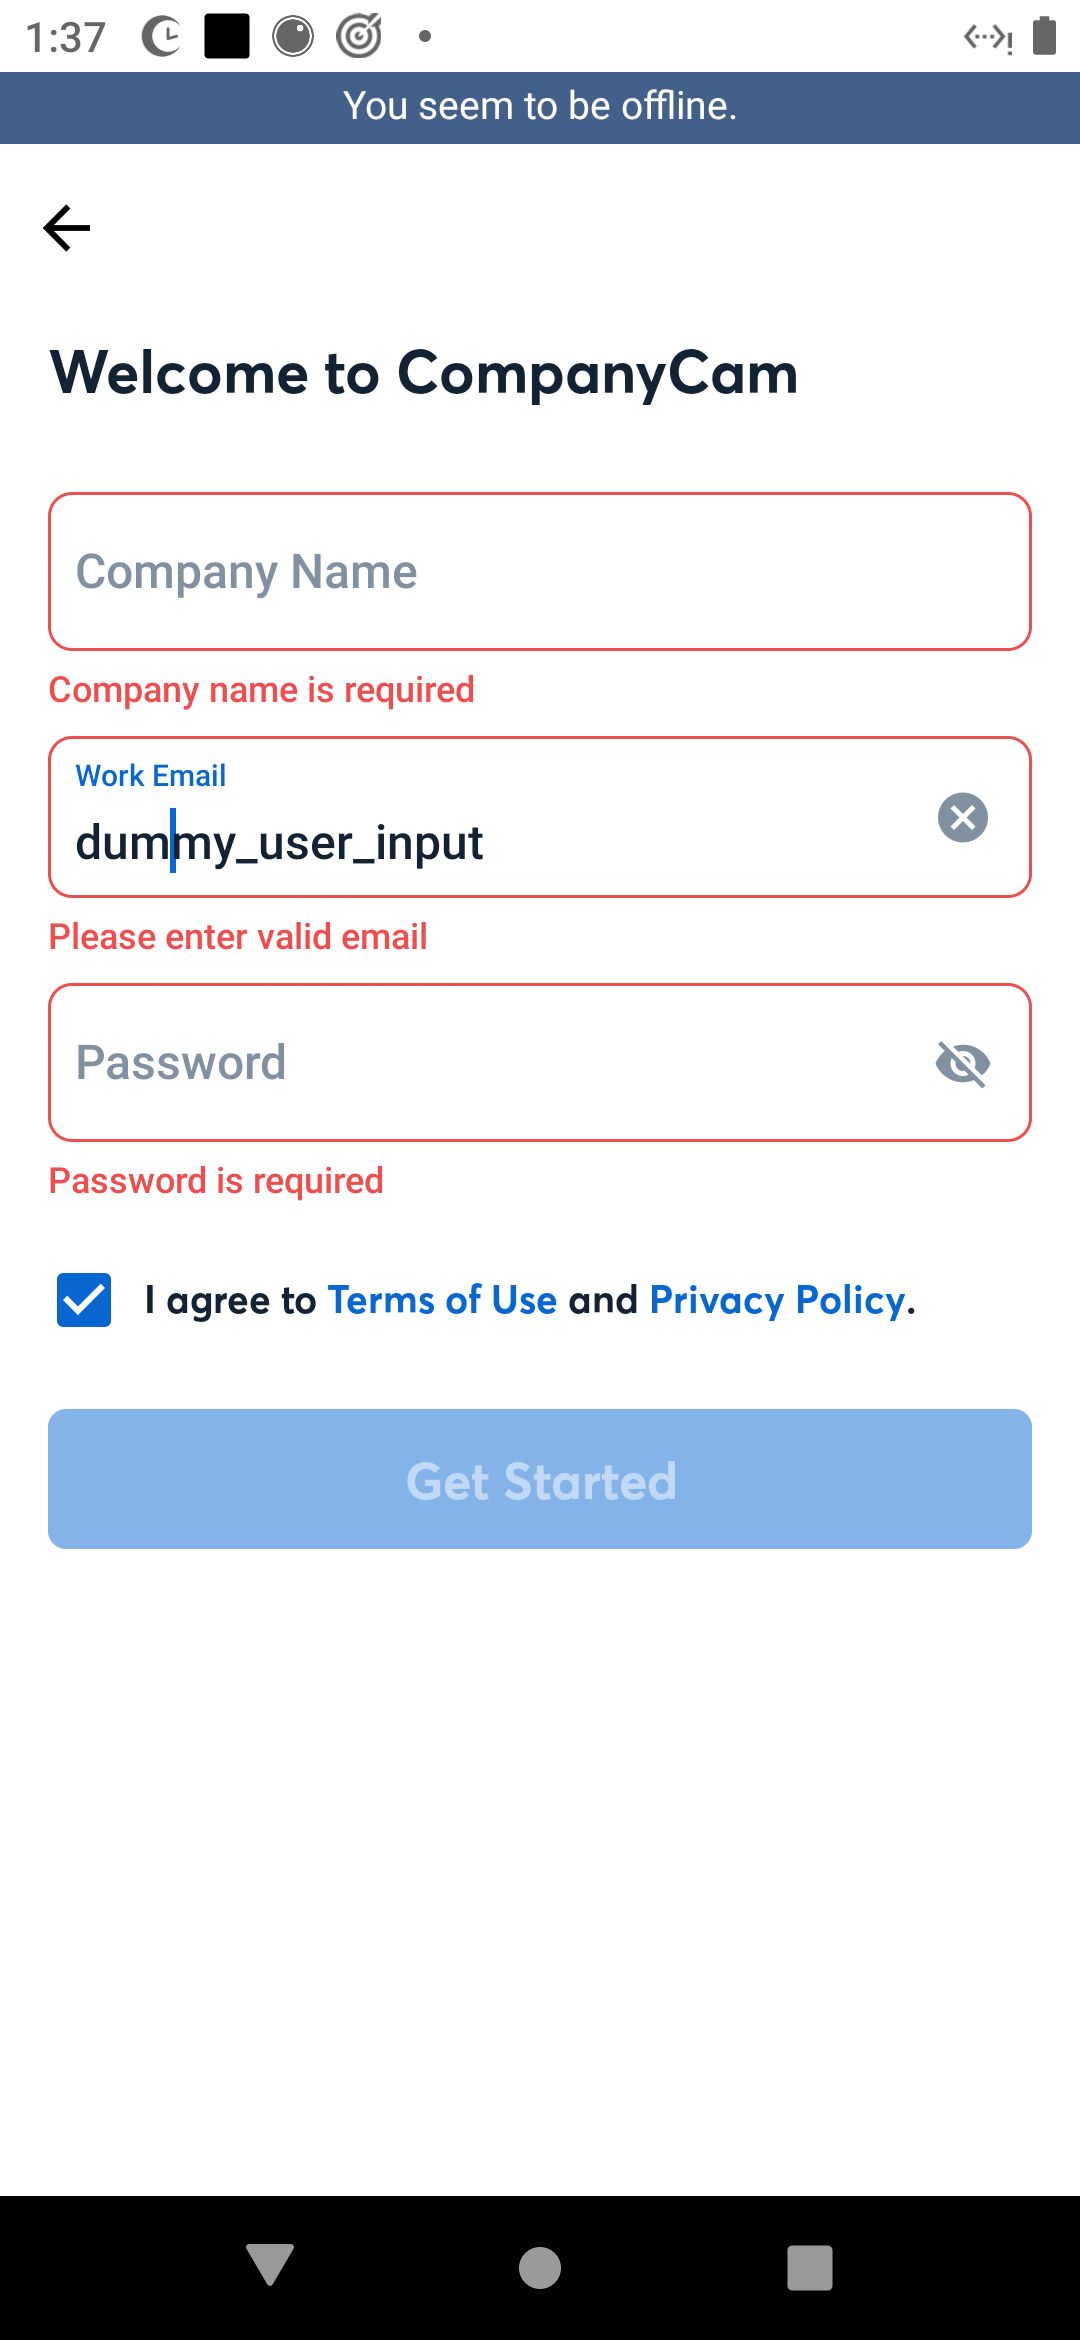 1:37
You seem to be offline.
Welcome to CompanyCam
Company Name
Company name is required
Work Email
dummy_user_input
Please enter valid email
Password
Password is required
I agree to Terms of Use and Privacy Policy.
Get Started